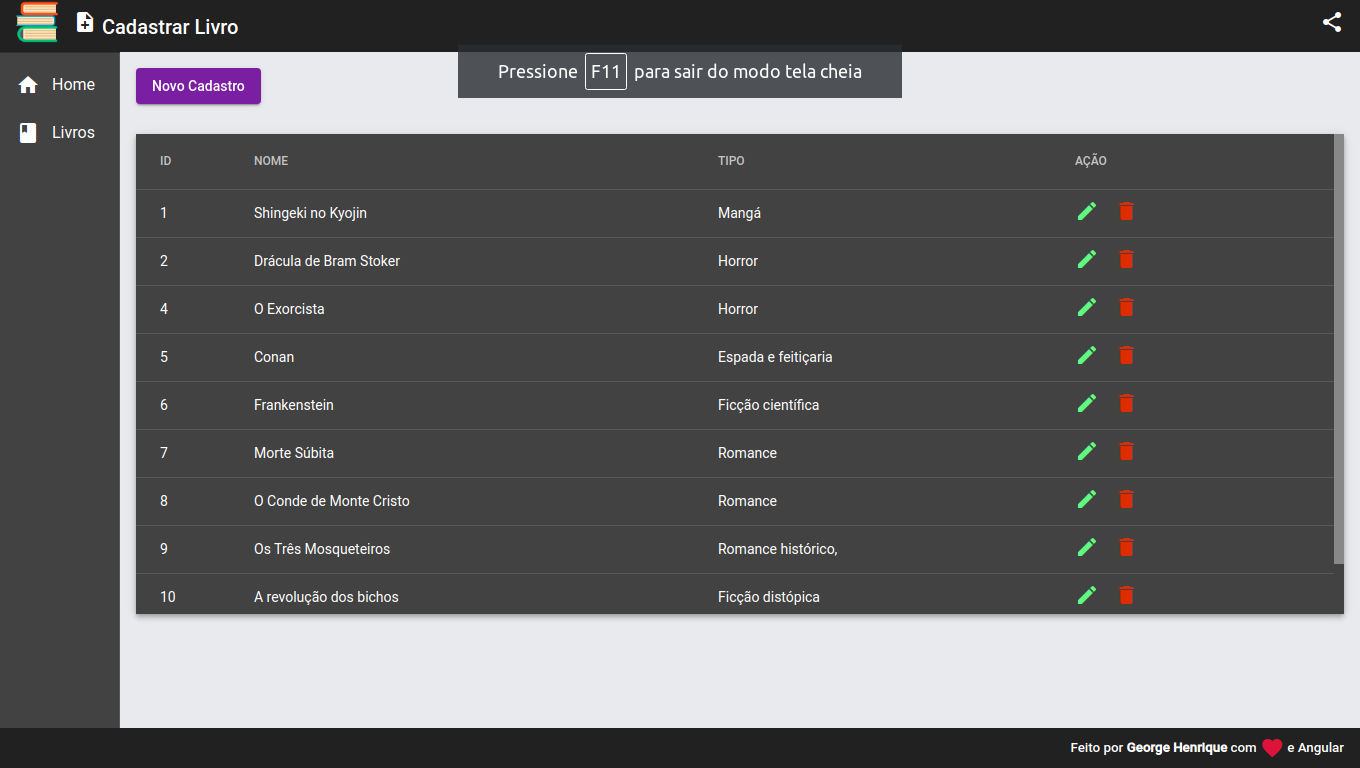 Cadastrar Livro
Pressione F11 para sair do modo tela cheia
Home
Livros
Novo Cadastro
ID NOME TIPO AÇÃO
1 Shingeki no Kyojin Mangá
2 Drácula de Bram Stoker Horror
4 O Exorcista Horror
5 Conan Espada e feitiçaria
6 Frankenstein Ficção científica
7 Morte Súbita Romance
8 O Conde de Monte Cristo Romance
9 Os Três Mosqueteiros Romance histórico,
10 A revolução dos bichos Ficção distópica
Feito por George Henrique com e Angular